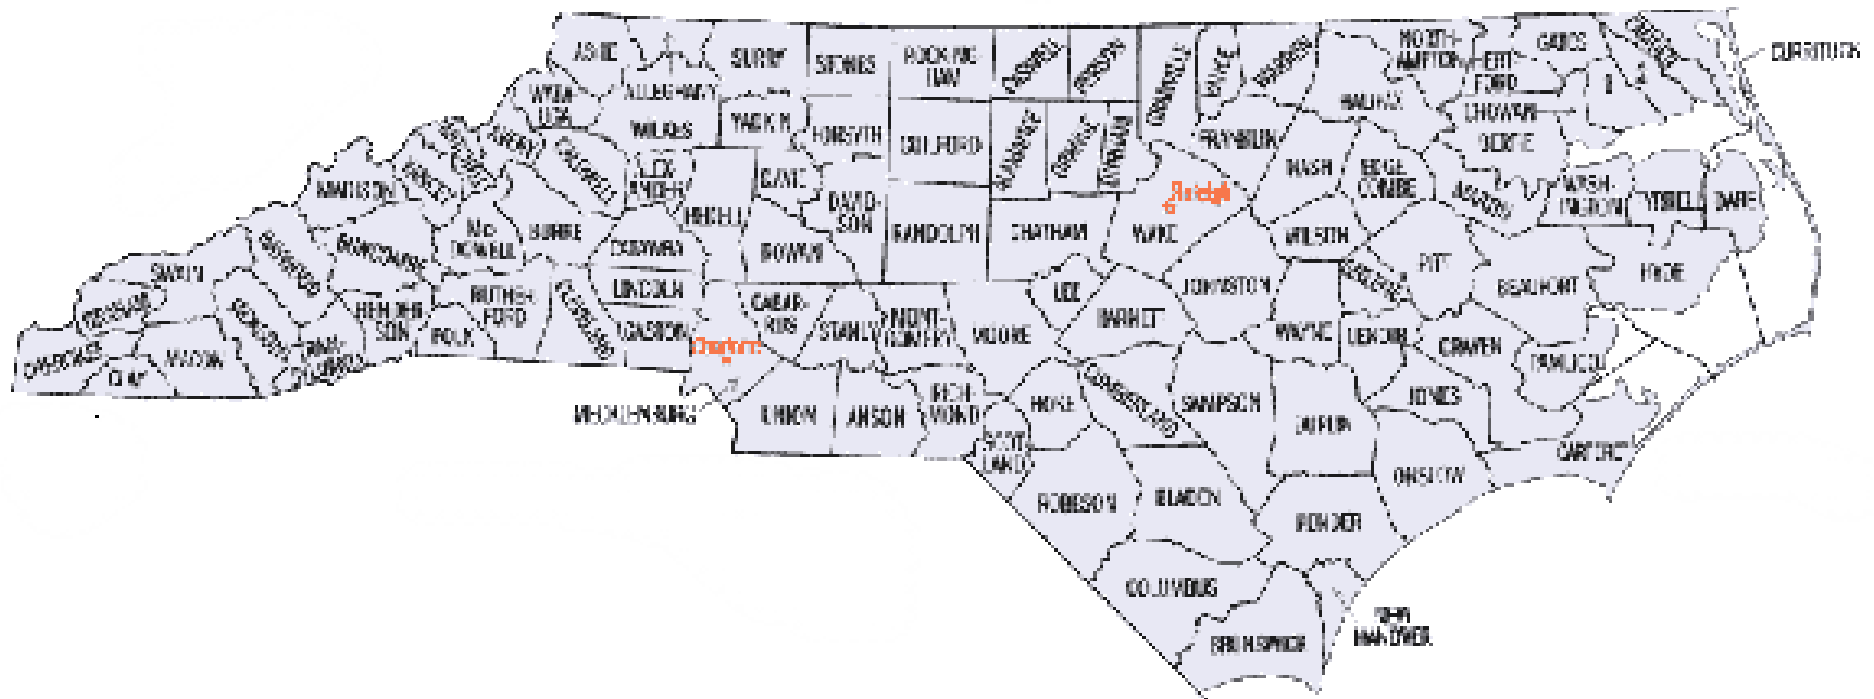 ASHE
ALLEGHANY
SURRY
STOKES
ROCKING-
HAM
CASWELL
PERSON
GRANVILLE
VANCE
WARREN
NORTH-
AMPTON
HERT
FORD
GATES
CURRITUCK
WILKES
YADKIN
FORSYTH
GUILFORD
ALAMANCE
ORANGE
DURHAM
FRANKLIN
HALIFAX
CHOWAN
BERTIE
MADISON
YANCEY
AVERY
CALDWELL
ALEX
ANDER
IREDELL
DAVIE
DAVID-
SON
RANDOLPH
CHATHAM
Raleigh
WAKE
NASH
EDGE
COMBE
MARTIN
WASH-
INGTON
TYRREL
DARE
SWAIN
HAYWOOD
BUNCOMBE
Mc-
DOWELL
BURKE
CATAWBA
ROWAN
LEE
JOHNSTON
WILSON
GREENE
PITT
BEAUFORT
HYDE
GRAHAM
JACKSON
HENDER
SON
RUTHER-
FORD
POLK
CLEVELAND
LINCOLN
GASTON
CABAR-
RUS
STANLY
MONT-
GOMERY
MOORE
HARNETT
WAYNE
LENOIR
CRAVEN
PAMLICO
CHEROKEE
CLAY
MACON
Charlotte
MECKLENBURG
UNION
ANSON
RICH-
MOND
SCOT-
LAND
HOKE
CUMBERLAND
SAMPSON
DUPLIN
JONES
ONSLOW
ROBESON
BLADEN
PENDER
COLUMBUS
BRUNSWICK
HANOVER